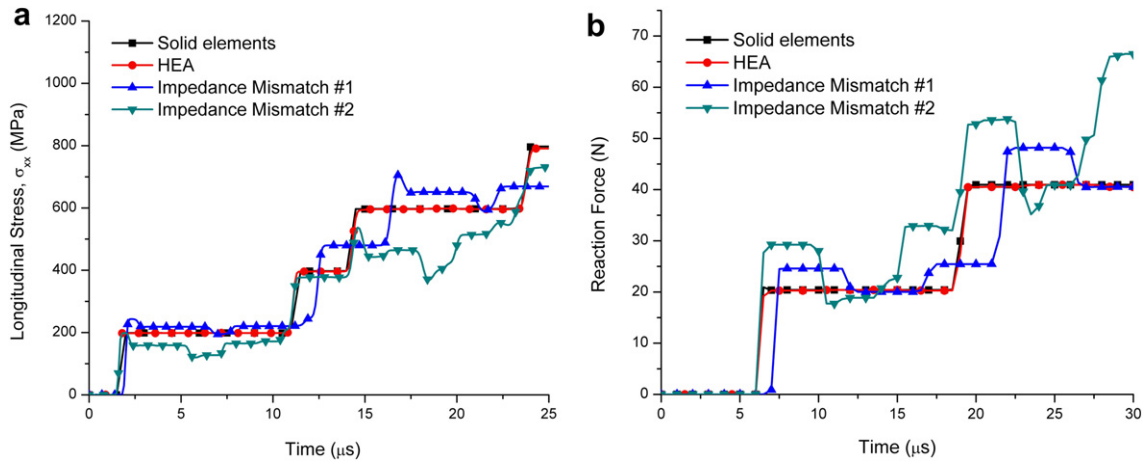 a
1200
1000
800
600
400
200
0
Longitudinal Stress, σxx (MPa)
Solid elements
HEA
Impedance Mismatch #1
Impedance Mismatch #2
0 5 10 15 20 25
Time (μs)
b
70
60
50
40
30
20
10
0
Reaction Force (N)
Solid elements
HEA
Impedance Mismatch #1
Impedance Mismatch #2
0 5 10 15 20 25 30
Time (μs)